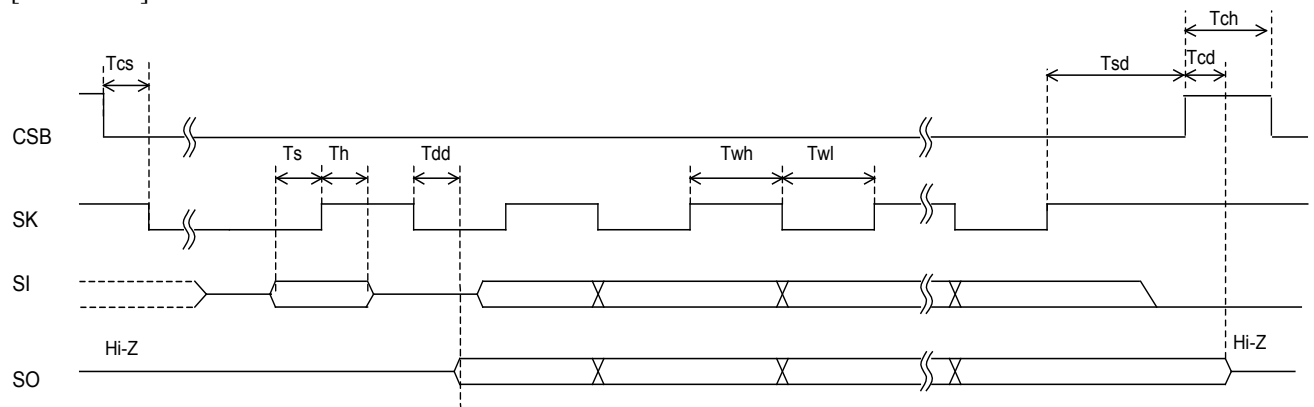 Tch
Tcs
Tsd
Tcd
CSB
Ts
Th
Tdd
Twh
Twl
SK
SI
Hi-Z
Hi-Z
SO